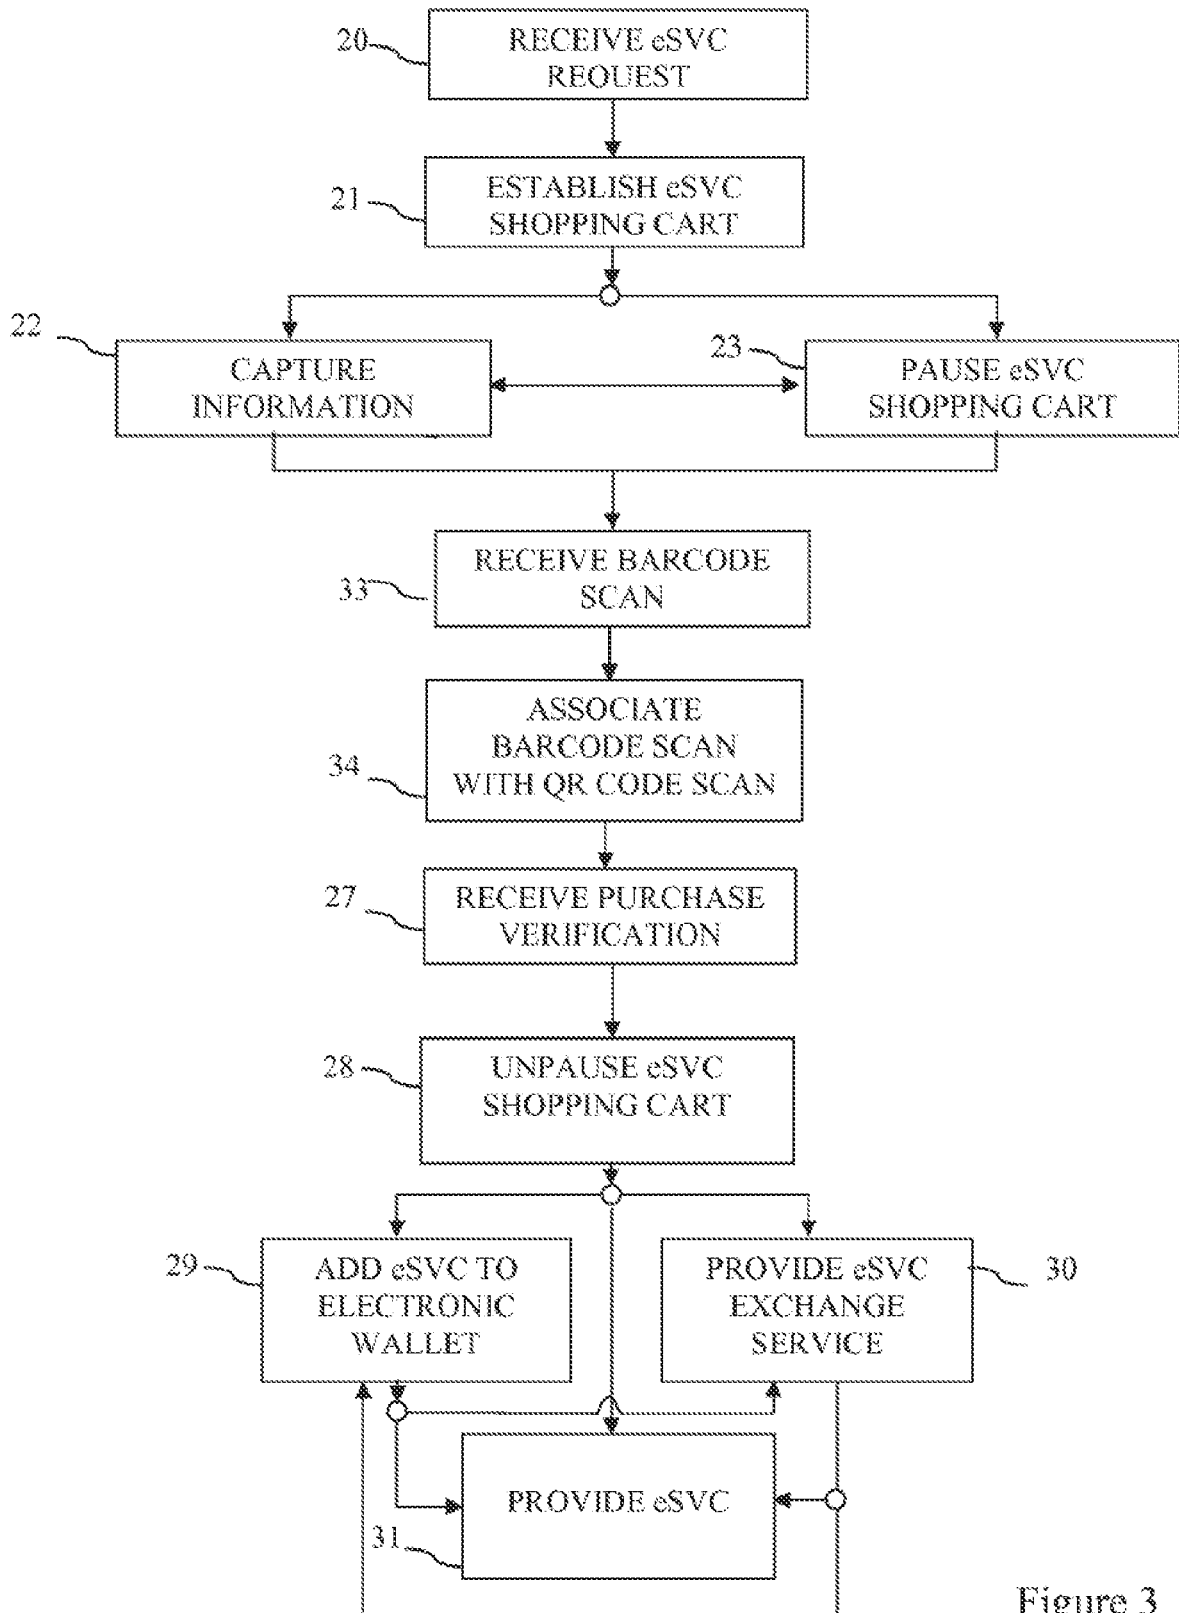 20
RECEIVE eSVC
REQUEST
21
ESTABLISH eSVC
SHOPPING CART
22
CAPTURE
INFORMATION
23
PAUSE eSVC
SHOPPING CART
33
RECEIVE BARCODE
SCAN
34
ASSOCIATE
BARCODE SCAN
WITH QR CODE SCAN
27
RECEIVE PURCHASE
VERIFICATION
28
UNPAUSE eSVC
SHOPPING CART
29
ADD eSVC TO
ELECTRONIC
WALLET
PROVIDE eSVC
EXCHANGE
SERVICE
30
PROVIDE eSVC
31
Figure 3